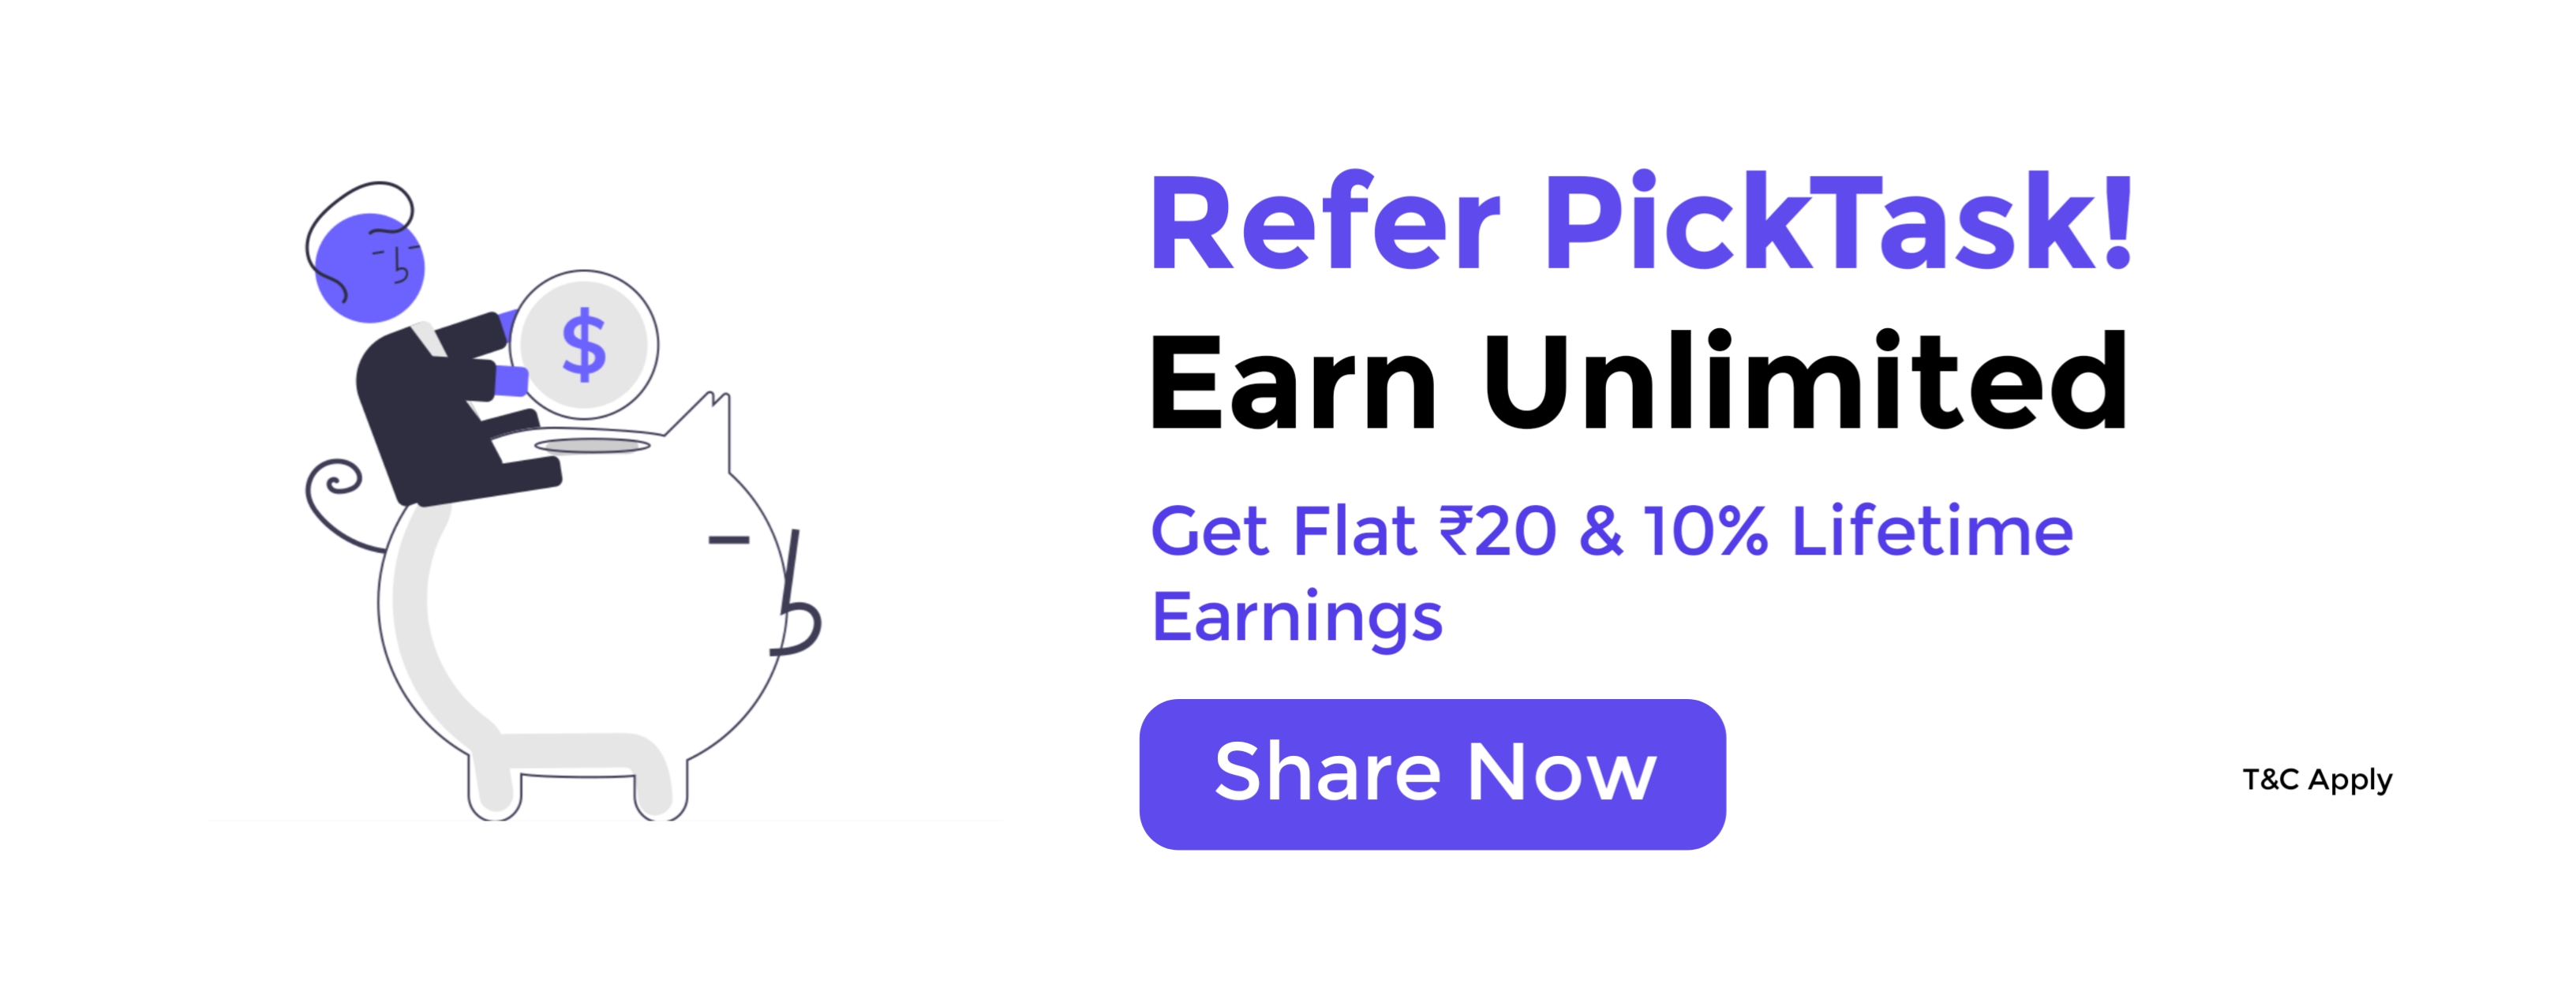 Refer PickTask!
Earn Unlimited
Get Flat ₹20 & 10% Lifetime
Earnings
Share Now
T&C Apply
$